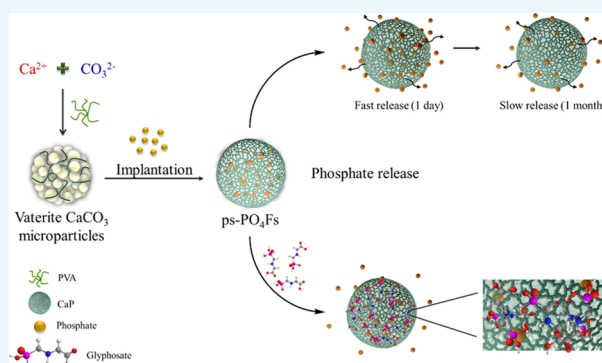 Ca²⁺ + CO₃²⁻
Fast release (1 day)
Slow release (1 month
Implantation
Phosphate release
Vaterite CaCO₃
microparticles
ps-PO₄Fs
PVA
CaP
Phosphate
Glyphosate